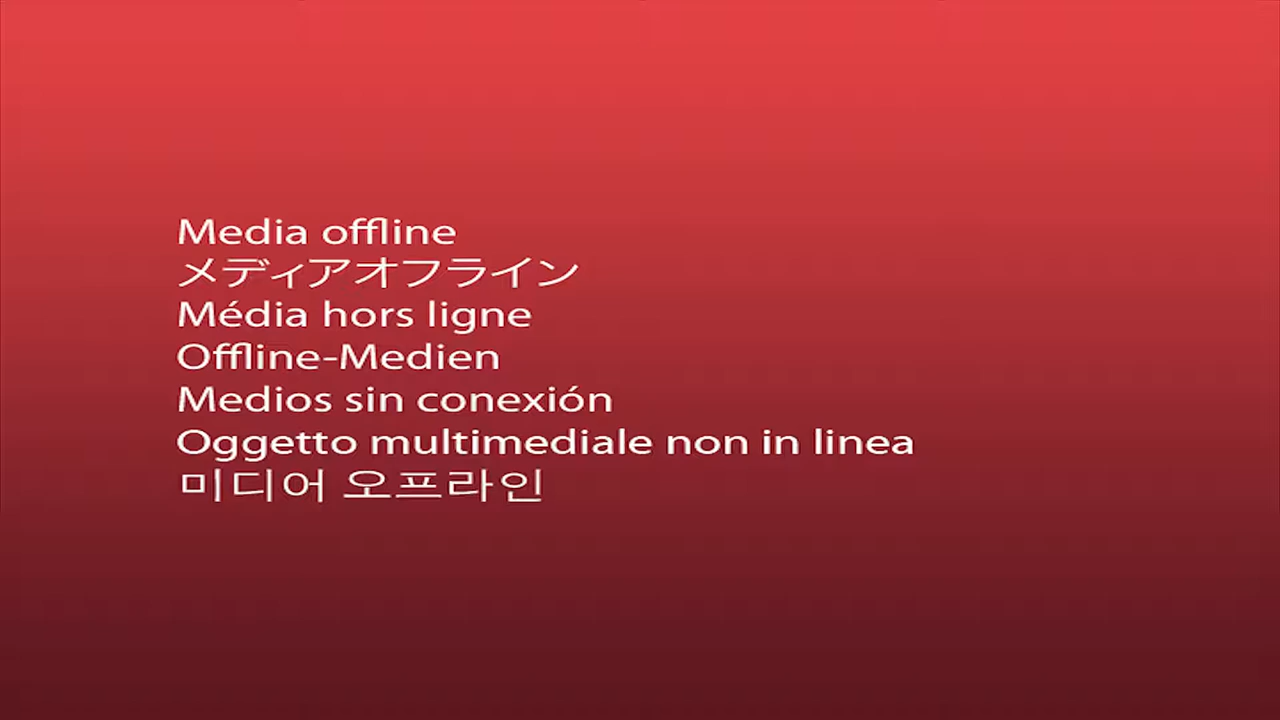 Media offline
メディアオフライン
Média hors ligne
Offline-Medien
Medios sin conexión
Oggetto multimediale non in linea
미디어 오프라인